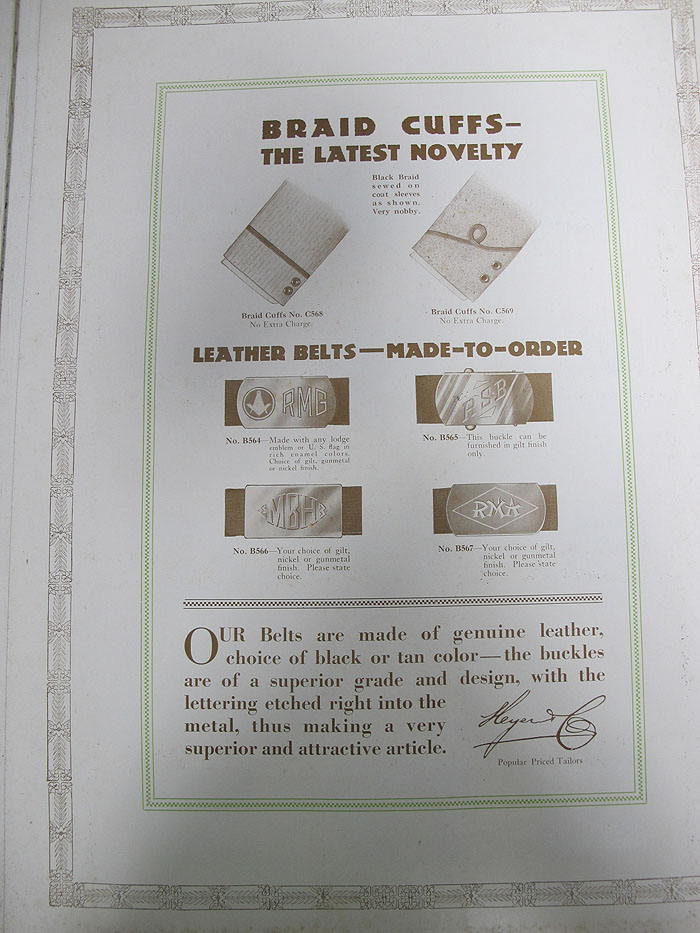 BRAID CUFFS—
THE LATEST NOVELTY
Black Braid
sewed on
coat sleeves
as shown.
Very nobby.
Braid Cuffs No. C568
No Extra Charge.
Braid Cuffs No. C569
No Extra Charge.
LEATHER BELTS—MADE-TO-ORDER
RMG
No. B564—Made with any lodge
emblem or U. S. flag in
rich enamel colors.
Choice of gilt, gunmetal
or nickel finish.
P.S.B
No. B565—This buckle can be
furnished in gilt finish
only.
MBH
No. B566—Your choice of gilt,
nickel or gunmetal
finish. Please state
choice.
RMA
No. B567—Your choice of gilt,
nickel or gunmetal
finish. Please state
choice.
OUR Belts are made of genuine leather,
choice of black or tan color—the buckles
are of a superior grade and design, with the
lettering etched right into the
metal, thus making a very
superior and attractive article.
Popular Priced Tailors